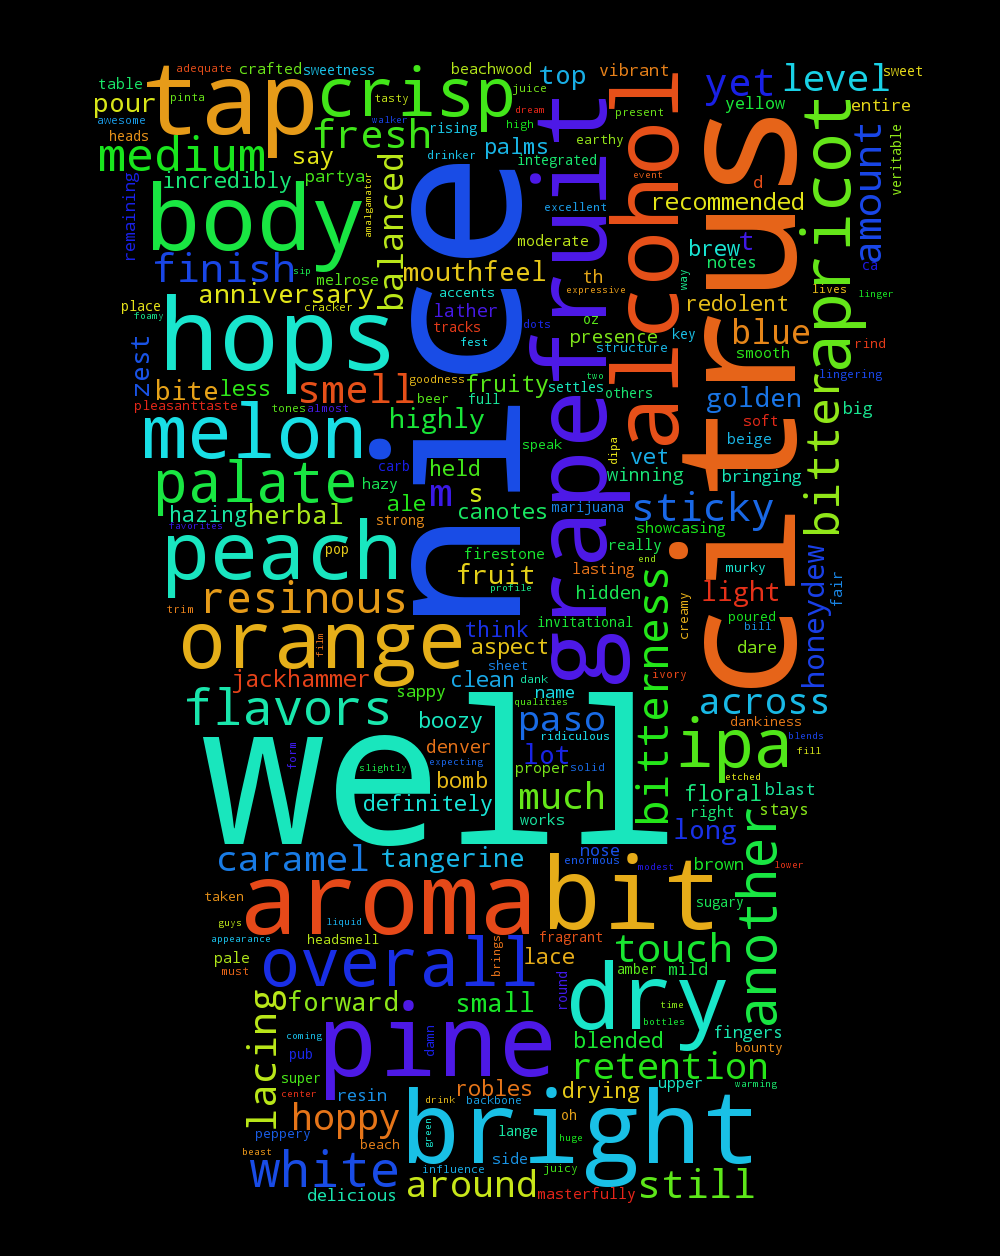 adequate
crafted
sweetness
beachwood
top
vibrant
yet
level
sweet
table
tap
crisp
tasty
juice
pour
pinta
awesome
walker
dream
present
yellow
entire
heads
fresh
rising
high
palms
earthy
medium
say
drinker
integrated
veritable
incredibly
partya
balanced
remaining
body
amalgamator
nice
grapefruit
alcohol
citrus
apricot
amount
event
d
excellent
recommended
moderate
brew
t
finish
sip
melrose
mouthfeel
th
way
notes
ca
anniversary
accents
expressive
redolent
lives
linger
place
foamy
cracker
lather
tracks
dots
oz
presence
key
blue
hops
zest
fest
structure
smooth
rind
bite
less
smell
goodness
fruity
settles
two
others
golden
lingering
pleasanttaste
tones
almost
beer
full
highly
soft
big
melon
speak
dipa
vet
beige
bitter
palate
carb
held
winning
bringing
hazy
m
s
ale
canotes
marijuana
sticky
hazing
herbal
favorites
strong
showcasing
peach
pop
firestone
really
end
honeydew
fair
fruit
profile
lasting
murky
trim
resinous
hidden
light
creamy
poured
bill
orange
film
think
invitational
aspect
dare
bitterness
jackhammer
sheet
dank
ivory
clean
name
sappy
qualities
flavors
across
boozy
paso
dankiness
well
form
denver
ridiculous
lot
ipa
blends
fill
slightly
expecting
proper
solid
etched
bomb
definitely
much
floral
blast
works
right
stays
long
caramel
tangerine
nose
enormous
modest
brown
lower
another
aroma
bit
taken
sugary
guys
liquid
appearance
headsmell
fragrant
touch
pale
must
overall
brings
lace
amber
mild
lacing
forward
small
round
dry
time
bottles
coming
pine
damn
blended
fingers
pub
bounty
super
retention
center
resin
robles
drying
upper
warming
hoppy
drink
backbone
bright
oh
peppery
beach
green
lange
huge
beast
white
influence
side
juicy
delicious
around
masterfully
still